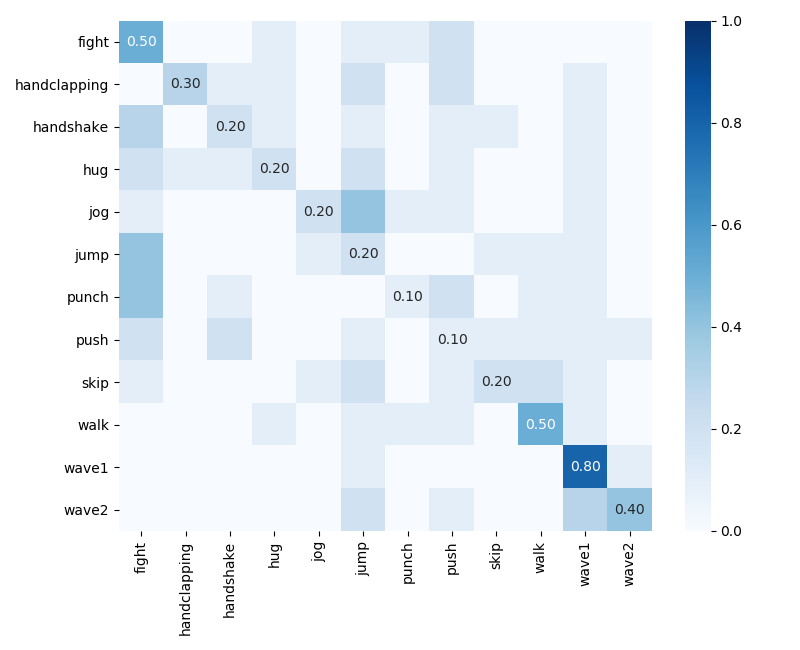 fight 0.50
handclapping 0.30
handshake 0.20
hug 0.20
jog 0.20
jump 0.20
punch 0.10
push 0.10
skip 0.20
walk 0.50
wave1 0.80
wave2 0.40
fight handclapping handshake hug jog jump punch push skip walk wave1 wave2
1.0
0.8
0.6
0.4
0.2
0.0